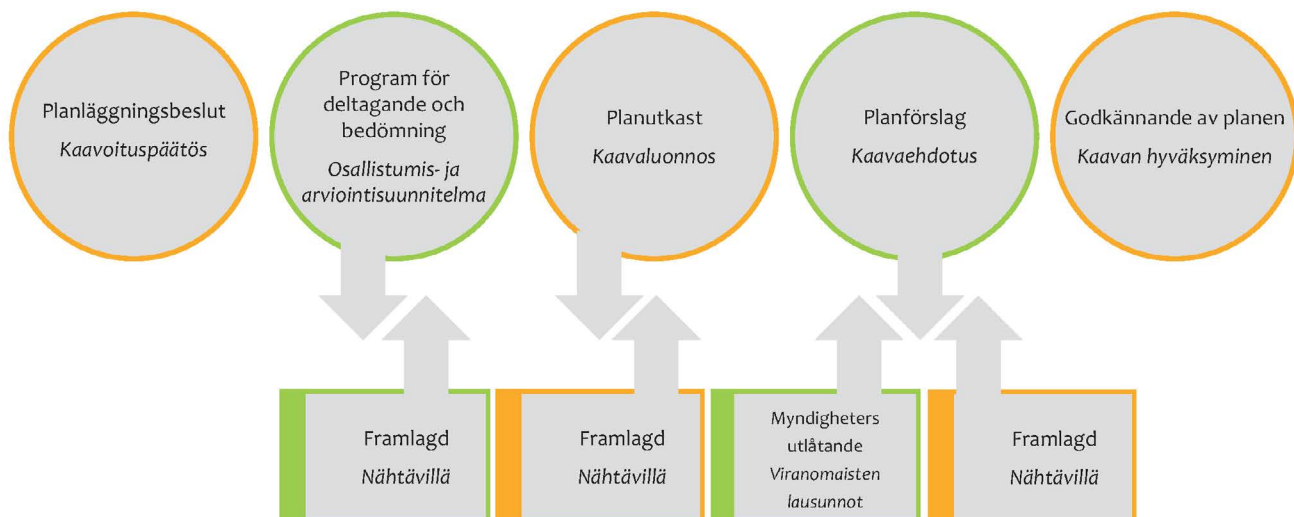 Planläggningsbeslut
Kaavoituspäätös
Program för
deltagande och
bedömning
Osallistumis- ja
arviointisuunnitelma
Planutkast
Kaavaluonnos
Planförslag
Kaavaehdotus
Godkännande av planen
Kaavan hyväksyminen
Framlagd
Nähtävillä
Framlagd
Nähtävillä
Myndigheters
utlåtande
Viranomaisten
lausunnot
Framlagd
Nähtävillä